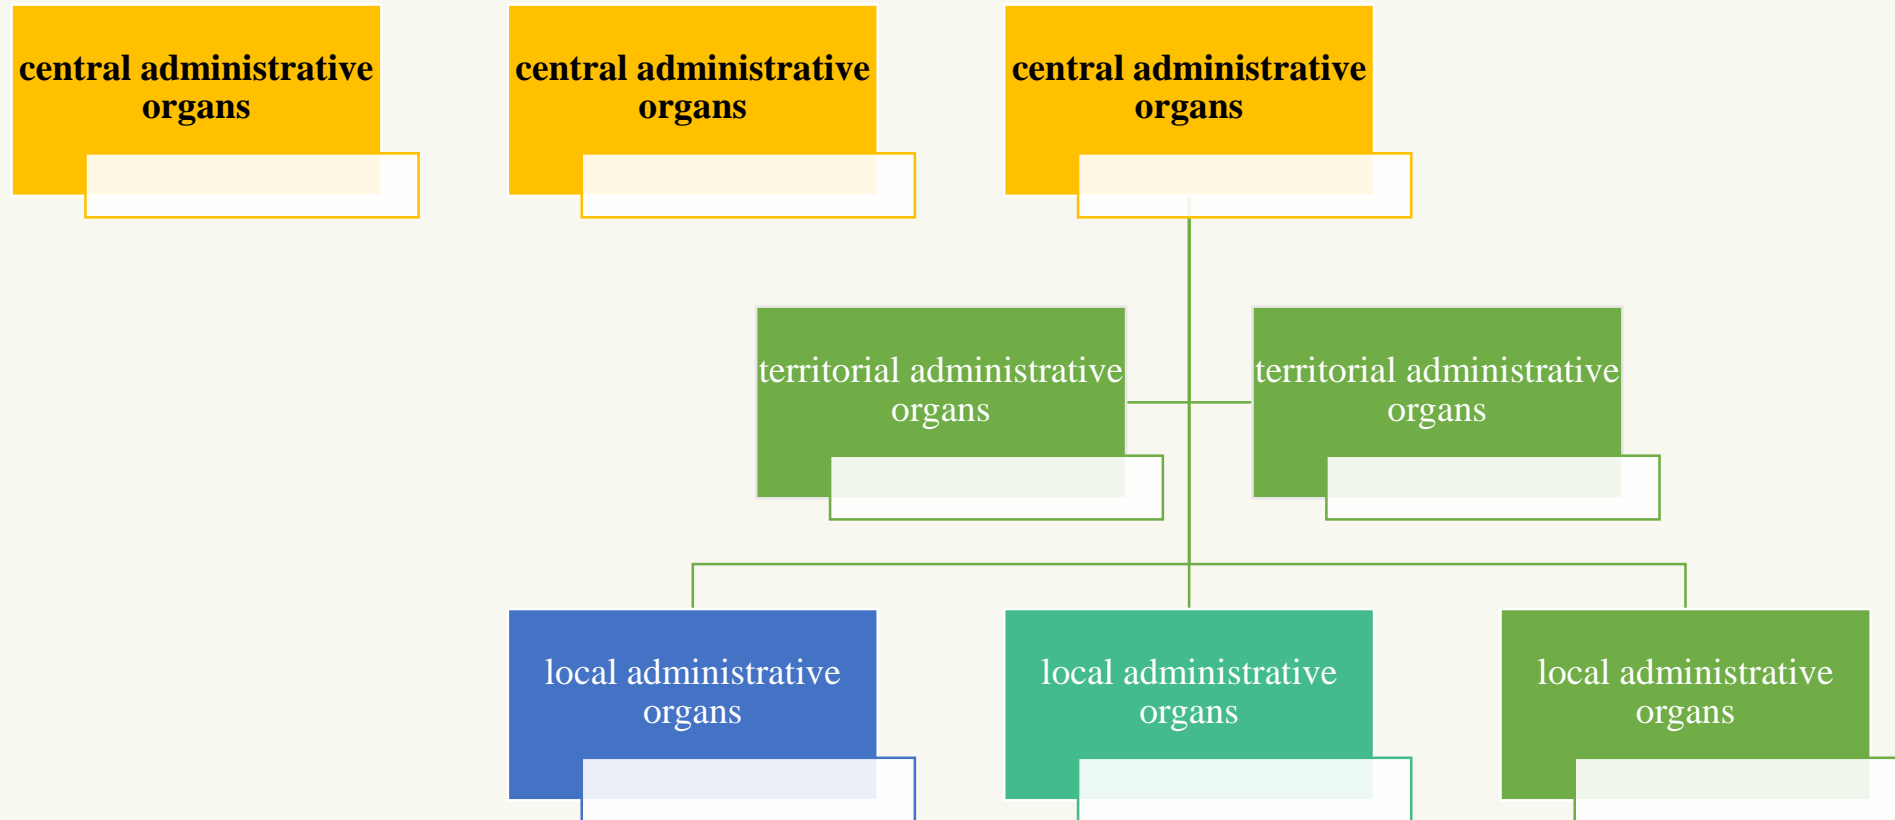 central administrative
organs
central administrative
organs
central administrative
organs
territorial administrative
organs
territorial administrative
organs
local administrative
organs
local administrative
organs
local administrative
organs